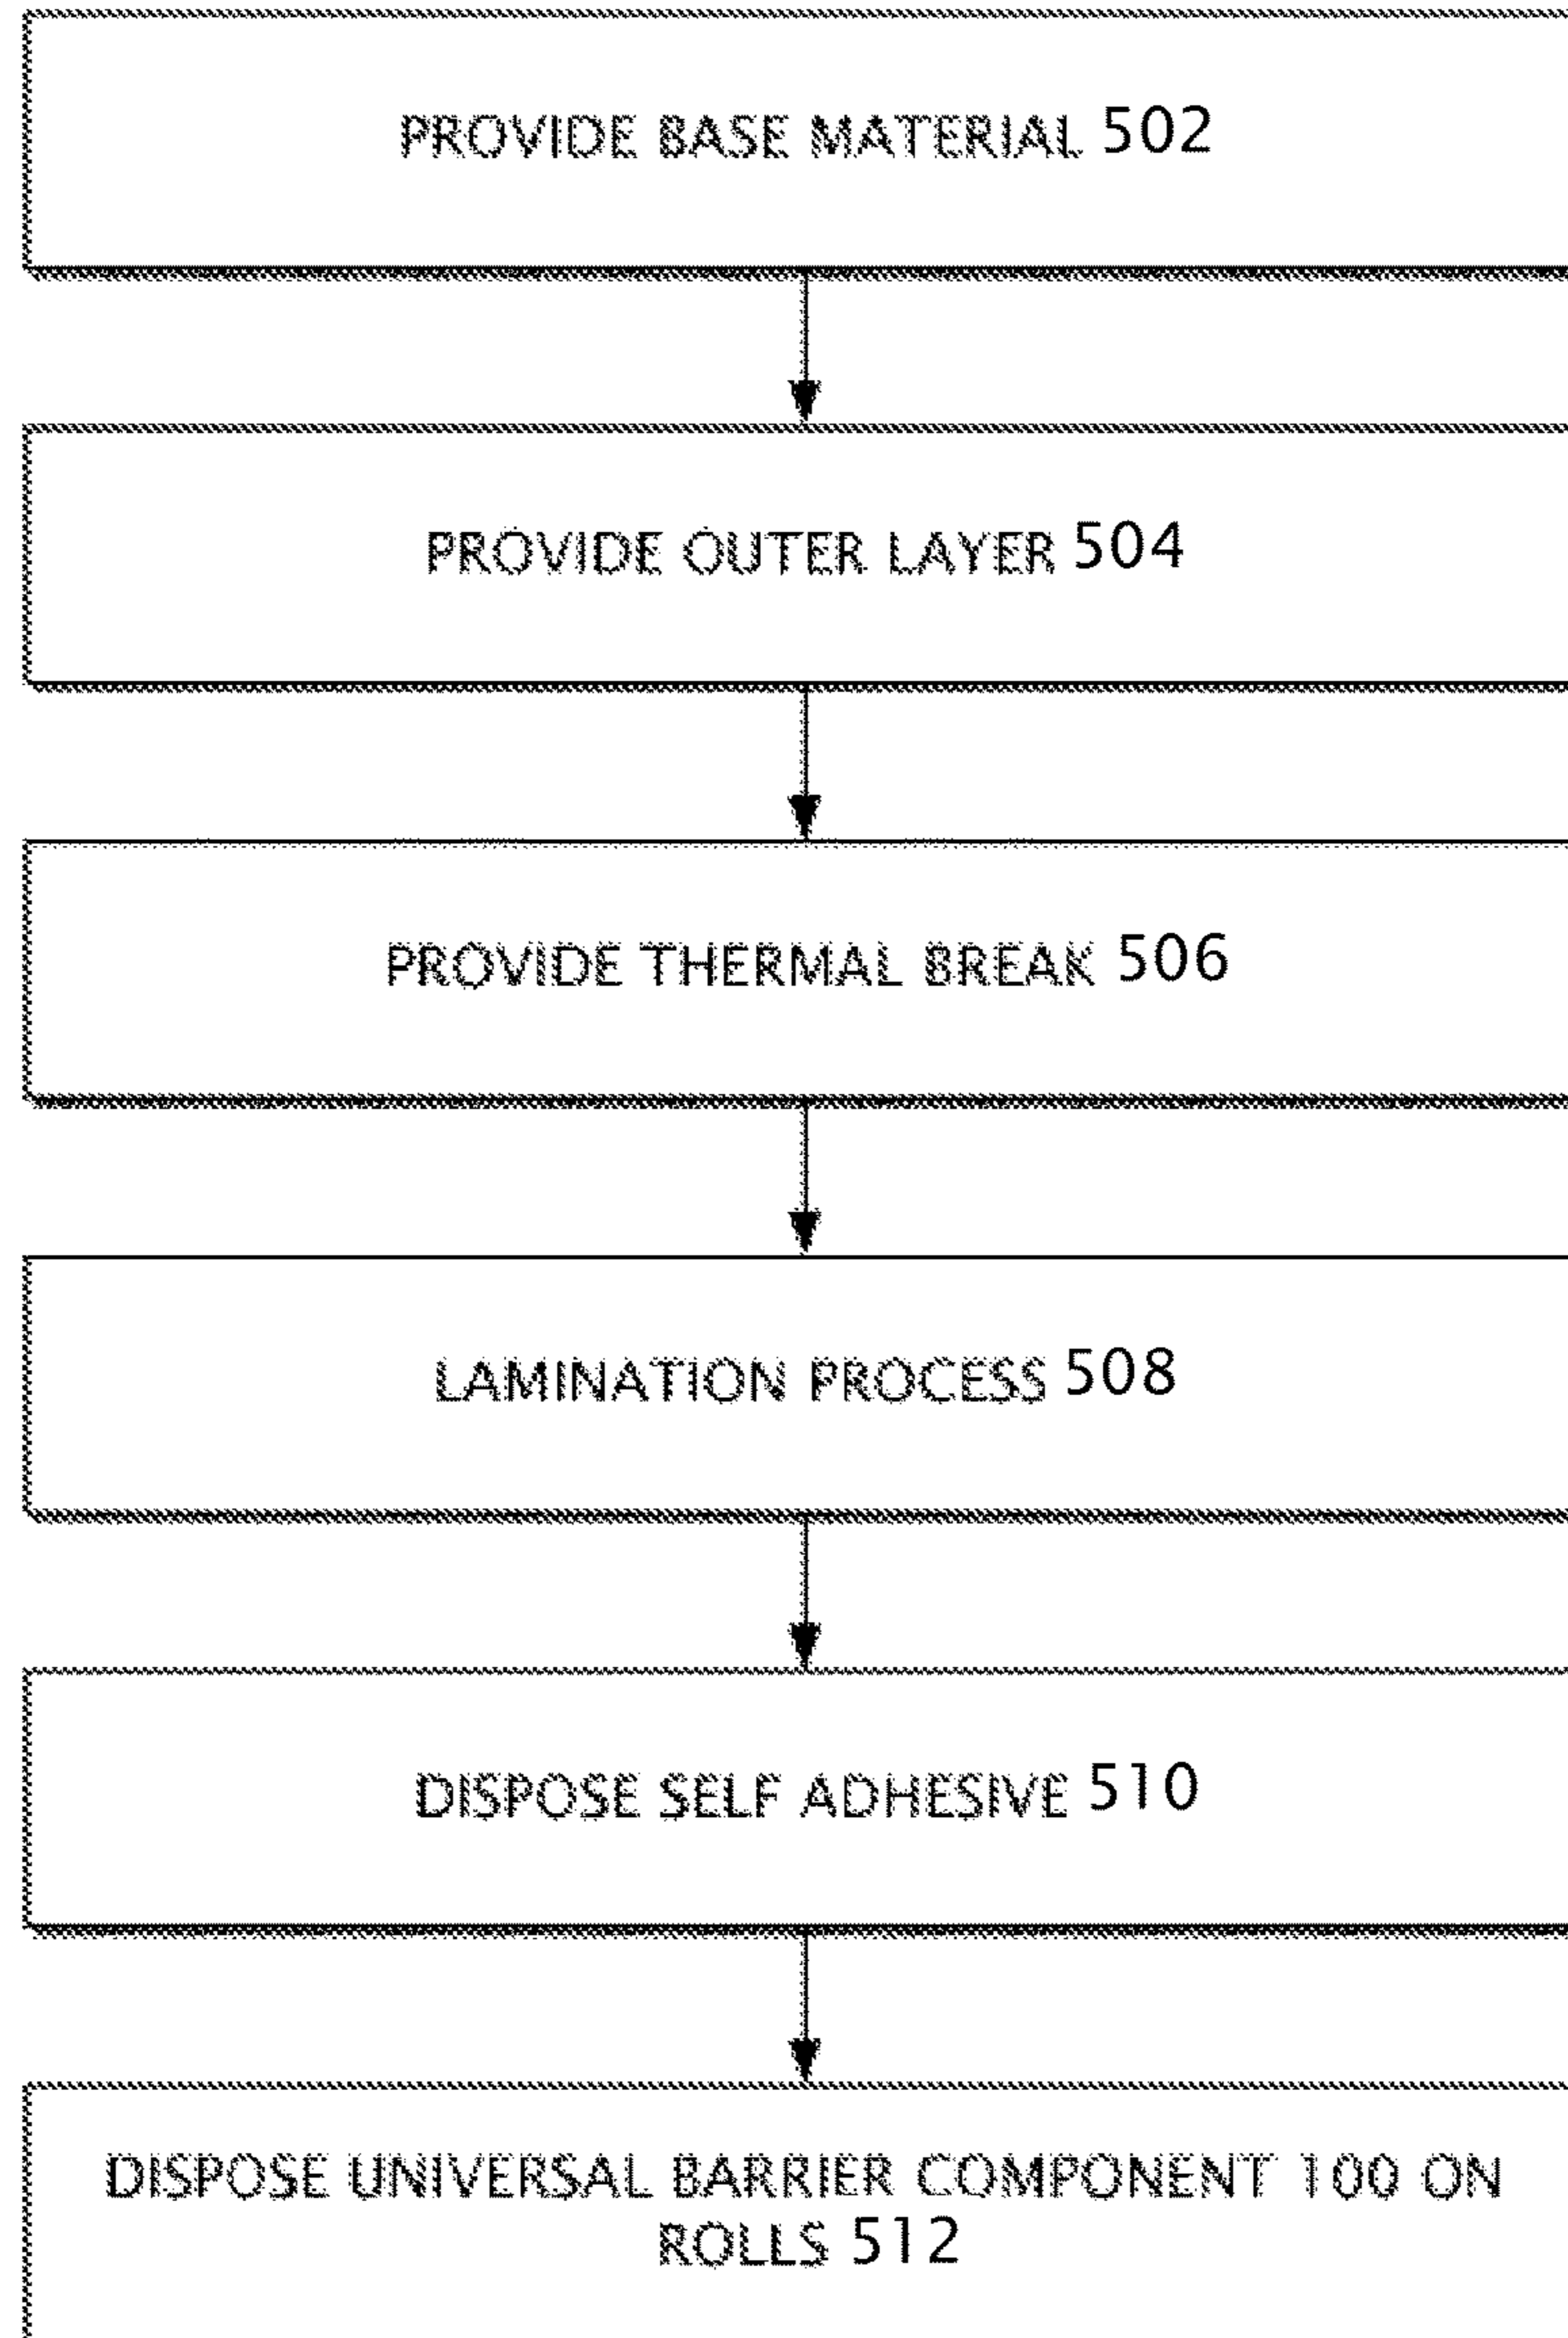 PROVIDE BASE MATERIAL 502
PROVIDE OUTER LAYER 504
PROVIDE THERMAL BREAK 506
LAMINATION PROCESS 508
DISPOSE SELF ADHESIVE 510
DISPOSE UNIVERSAL BARRIER COMPONENT 100 ON
ROLLS 512